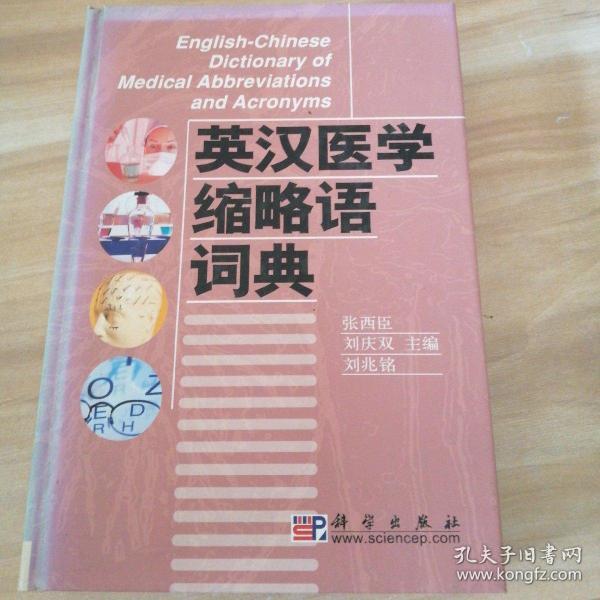 English-Chinese
Dictionary of
Medical Abbreviations
and Acronyms
英汉医学
缩略语
词典
张西臣
刘庆双 主编
刘兆铭
O Z
E D
R H
SP 科学出版社
www.sciencep.com
孔夫子旧书网
www.kongfz.com